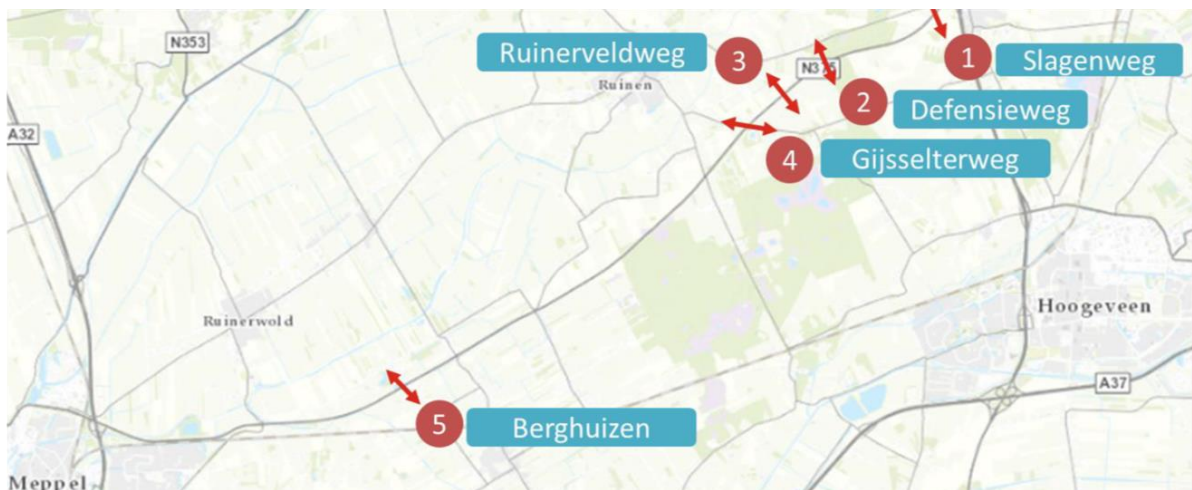 N353
Ruinerveldweg
3
1
Slagenweg
N375
Ruinen
2
Defensieweg
A32
4
Gijsselterweg
Hoogeveen
Ruinerwold
A37
5
Berghuizen
Meppel